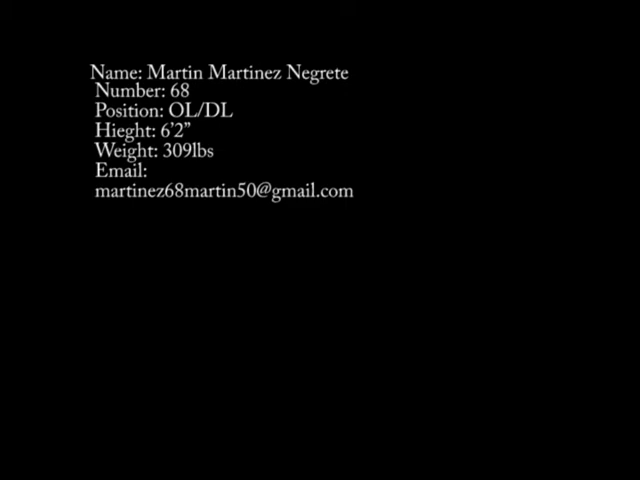 Name: Martin Martinez Negrete
Number: 68
Position: OL/DL
Hieght: 6'2”
Weight: 309lbs
Email:
martinez68martin50@gmail.com